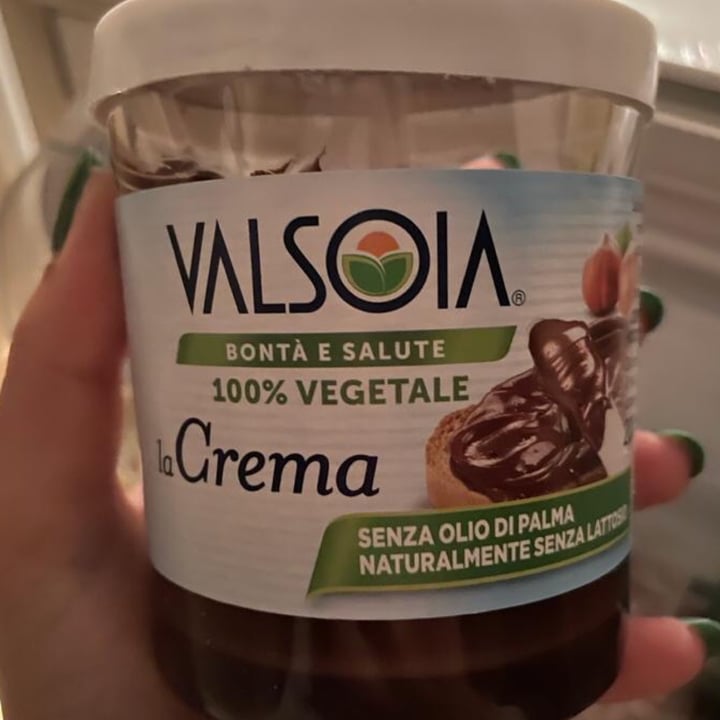 VALSOIA®
BONTÀ E SALUTE
100% VEGETALE
la Crema
SENZA OLIO DI PALMA
NATURALMENTE SENZA LATTOSIO